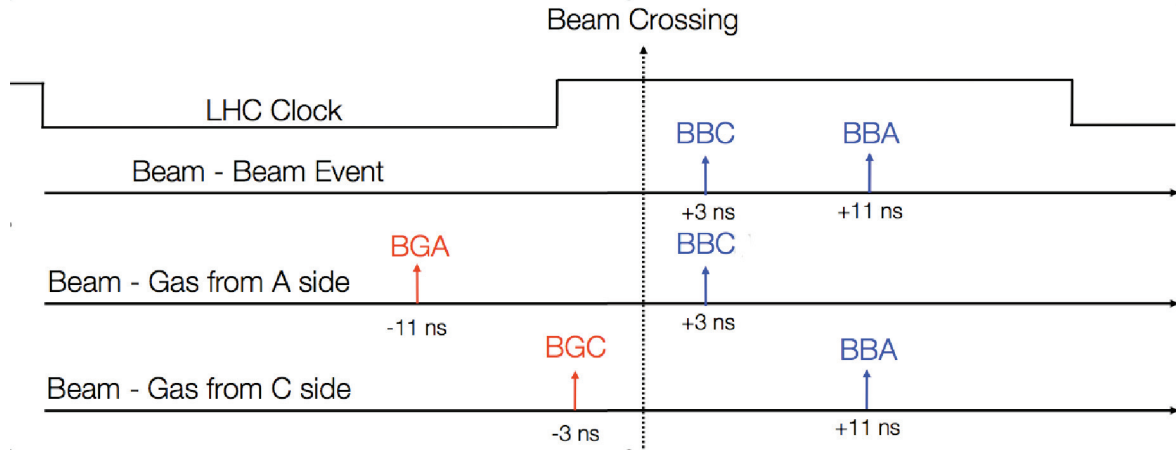 Beam Crossing
LHC Clock
BBC BBA
Beam - Beam Event
+3 ns +11 ns
BGA BBC
Beam - Gas from A side
-11 ns +3 ns
BGC BBA
Beam - Gas from C side
-3 ns +11 ns